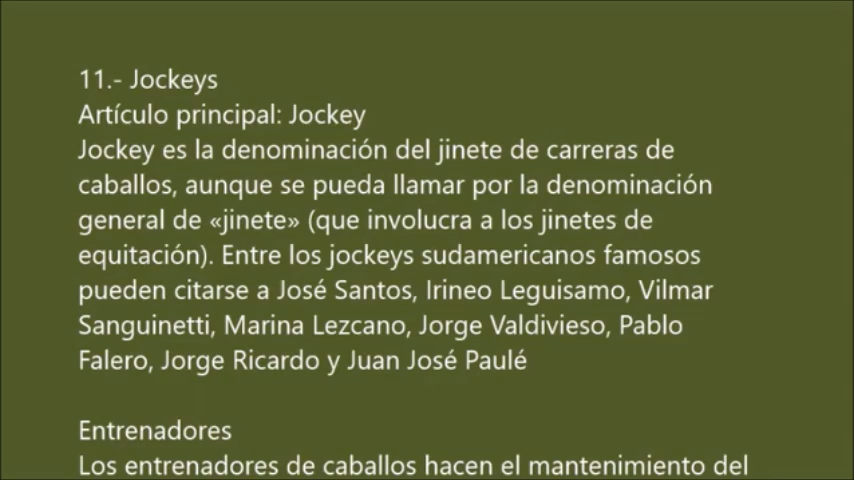 11.- Jockeys
Artículo principal: Jockey
Jockey es la denominación del jinete de carreras de
caballos, aunque se pueda llamar por la denominación
general de «jinete» (que involucra a los jinetes de
equitación). Entre los jockeys sudamericanos famosos
pueden citarse a José Santos, Irineo Leguisamo, Vilmar
Sanguinetti, Marina Lezcano, Jorge Valdivieso, Pablo
Falero, Jorge Ricardo y Juan José Paulé
Entrenadores
Los entrenadores de caballos hacen el mantenimiento del